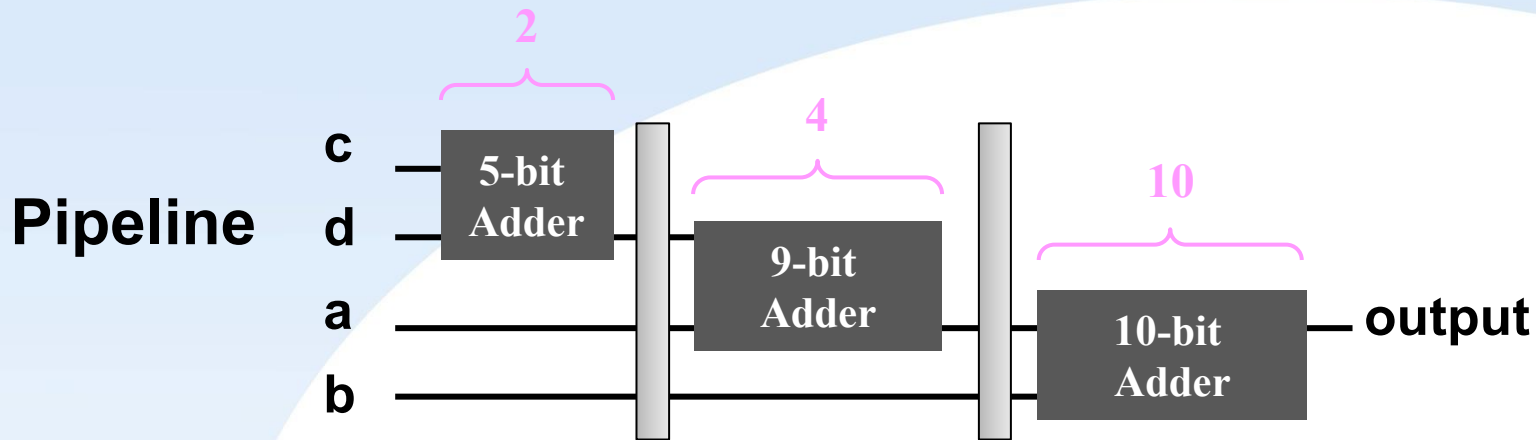 2
4
10
Pipeline
c
d
a
b
5-bit
Adder
9-bit
Adder
10-bit
Adder
output